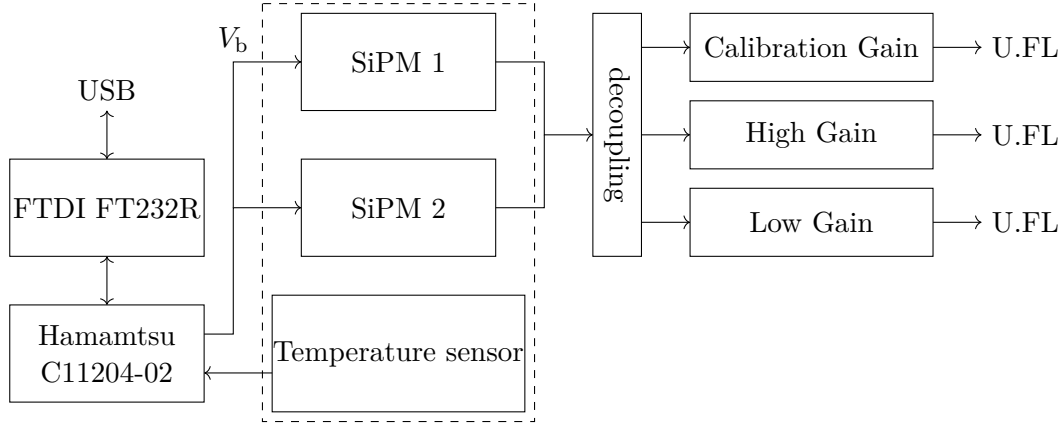 V_b
SiPM 1
Calibration Gain
U.FL
USB
decoupling
High Gain
U.FL
FTDI FT232R
SiPM 2
Low Gain
U.FL
Hamamtsu
C11204-02
Temperature sensor